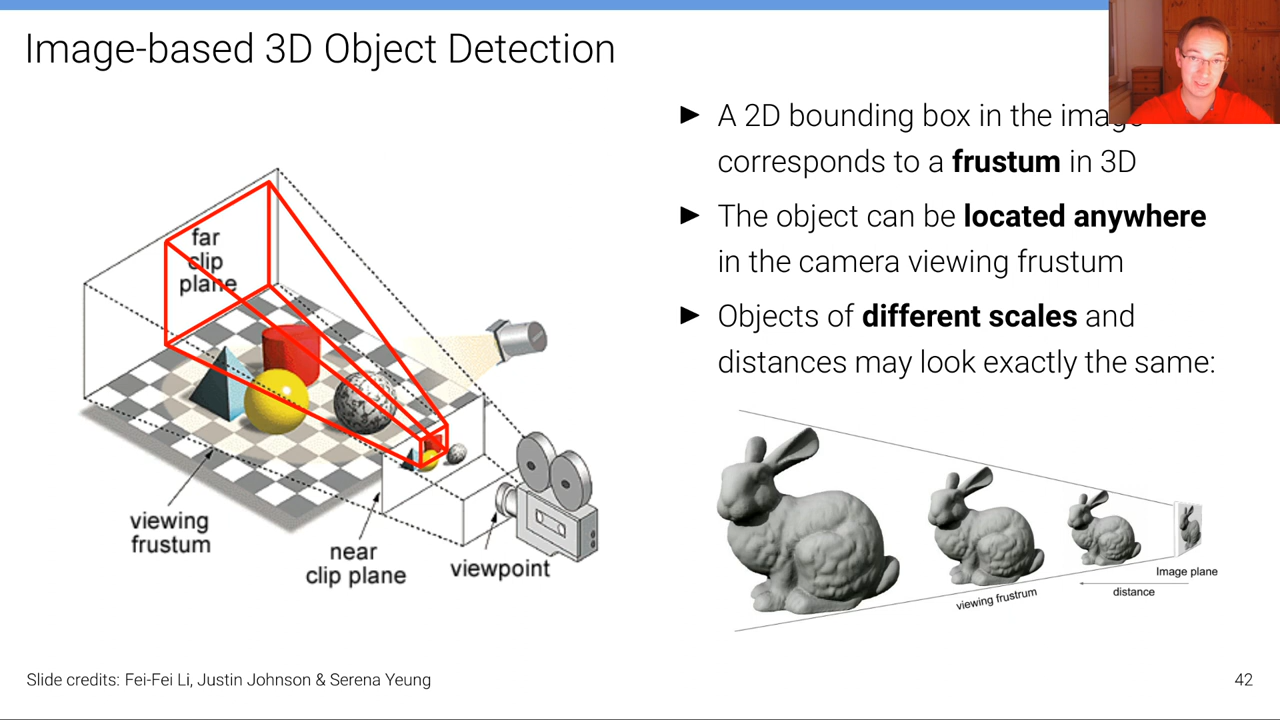 Image-based 3D Object Detection
► A 2D bounding box in the image
corresponds to a frustum in 3D
► The object can be located anywhere
in the camera viewing frustum
► Objects of different scales and
distances may look exactly the same:
far
clip
plane
viewing
frustum
near
clip plane
viewpoint
viewing frustrum
distance
Image plane
Slide credits: Fei-Fei Li, Justin Johnson & Serena Yeung
42